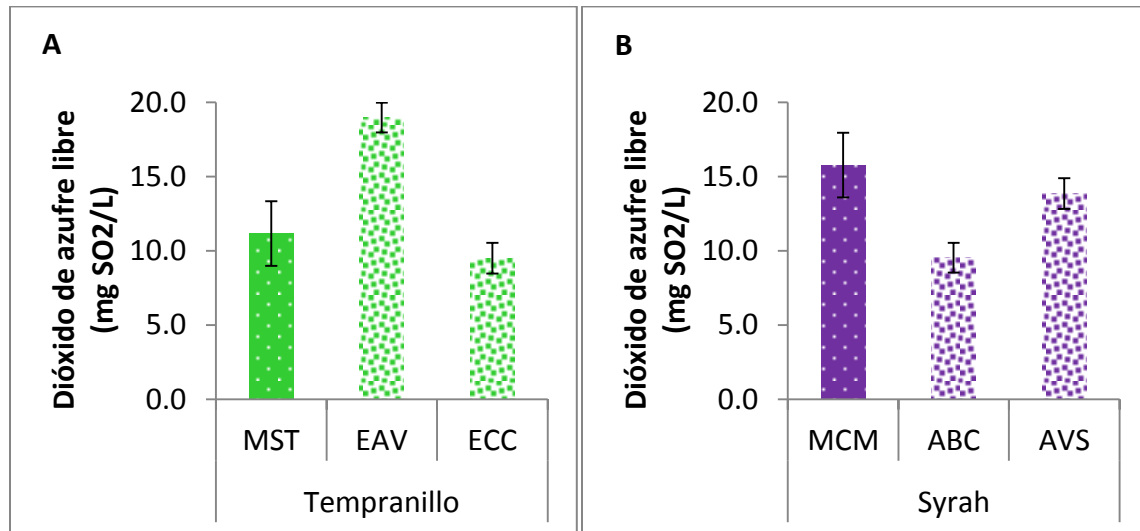 A
Dióxido de azufre libre
(mg SO2/L)
20.0
15.0
10.0
5.0
0.0
MST EAV ECC
Tempranillo
B
Dióxido de azufre libre
(mg SO2/L)
20.0
15.0
10.0
5.0
0.0
MCM ABC AVS
Syrah